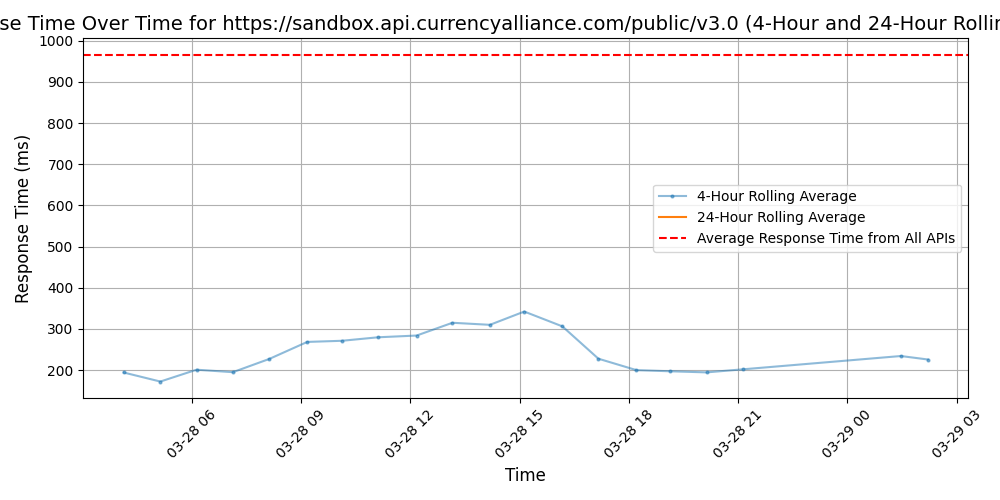 se Time Over Time for https://sandbox.api.currencyalliance.com/public/v3.0 (4-Hour and 24-Hour Rollin
1000
900
800
700
600
500
400
300
200
Response Time (ms)
4-Hour Rolling Average
24-Hour Rolling Average
Average Response Time from All APIs
03-28 06
03-28 09
03-28 12
03-28 15
03-28 18
03-28 21
03-29 00
03-29 03
Time